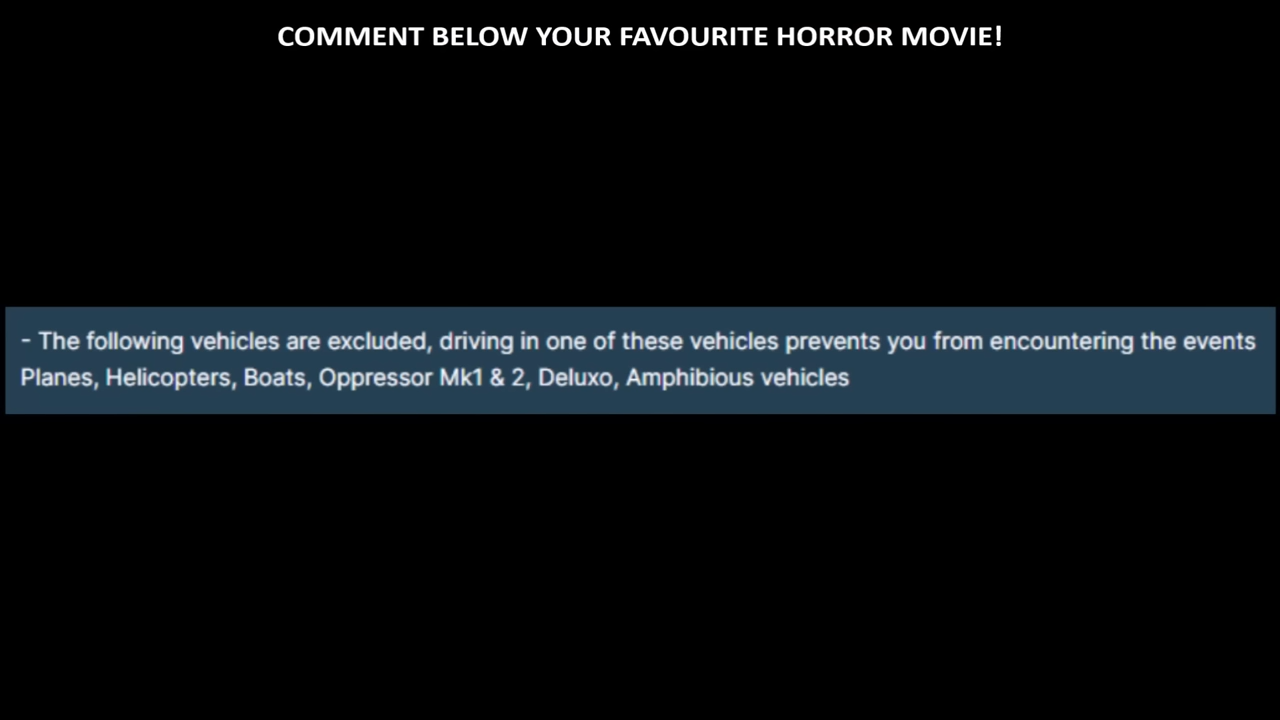 COMMENT BELOW YOUR FAVOURITE HORROR MOVIE!
- The following vehicles are excluded, driving in one of these vehicles prevents you from encountering the events
Planes, Helicopters, Boats, Oppressor Mk1 & 2, Deluxo, Amphibious vehicles